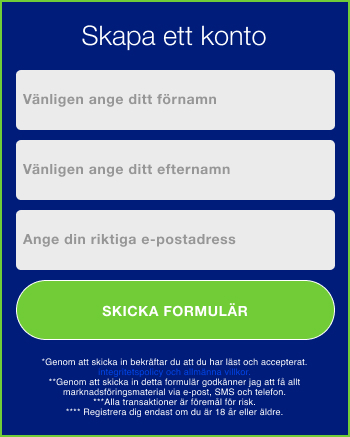 Skapa ett konto
Vänligen ange ditt förnamn
Vänligen ange ditt efternamn
Ange din riktiga e-postadress
SKICKA FORMULÄR
*Genom att skicka in bekräftar du att du har läst och accepterat.
integritetspolicy och allmänna villkor.
**Genom att skicka in detta formulär godkänner jag att få allt
marknadsföringsmaterial via e-post, SMS och telefon.
***Alla transaktioner är föremål för risk.
**** Registrera dig endast om du är 18 år eller äldre.